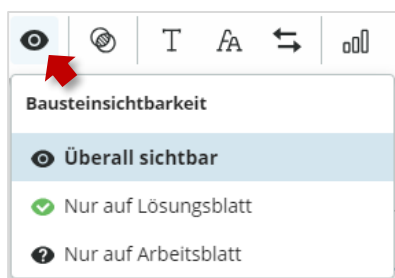 T A
Bausteinsichtbarkeit
Überall sichtbar
Nur auf Lösungsblatt
Nur auf Arbeitsblatt